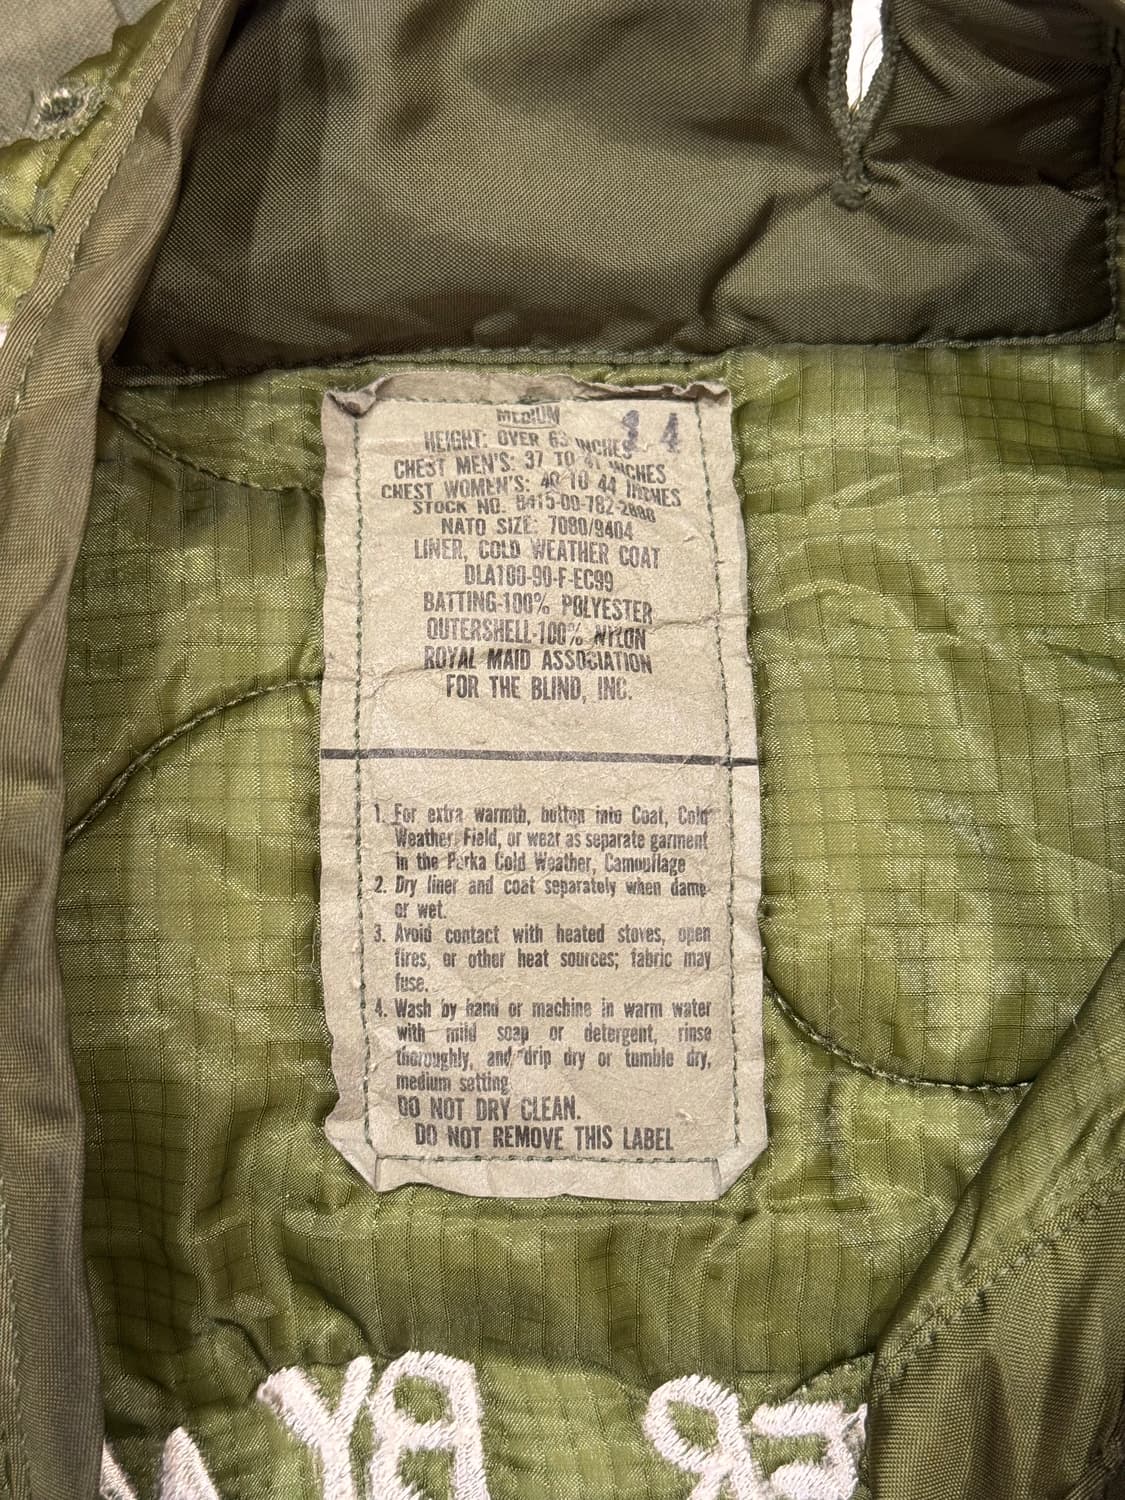 MEDIUM
34
HEIGHT: OVER 63 INCHES
CHEST MEN'S: 37 TO 41 INCHES
CHEST WOMEN'S: 40 TO 44 INCHES
STOCK NO. 8415-00-782-2888
NATO SIZE: 7080/9404
LINER, COLD WEATHER COAT
DLA100-90-F-EC99
BATTING-100% POLYESTER
OUTERSHELL-100% NYLON
ROYAL MAID ASSOCIATION
FOR THE BLIND, INC.
1. For extra warmth, button into Coat, Cold
Weather, Field, or wear as separate garment
in the Parka Cold Weather, Camouflage
2. Dry liner and coat separately when damp
or wet.
3. Avoid contact with heated stoves, open
fires, or other heat sources; fabric may
fuse.
4. Wash by hand or machine in warm water
with mild soap or detergent, rinse
thoroughly, and drip dry or tumble dry,
medium setting
DO NOT DRY CLEAN.
DO NOT REMOVE THIS LABEL